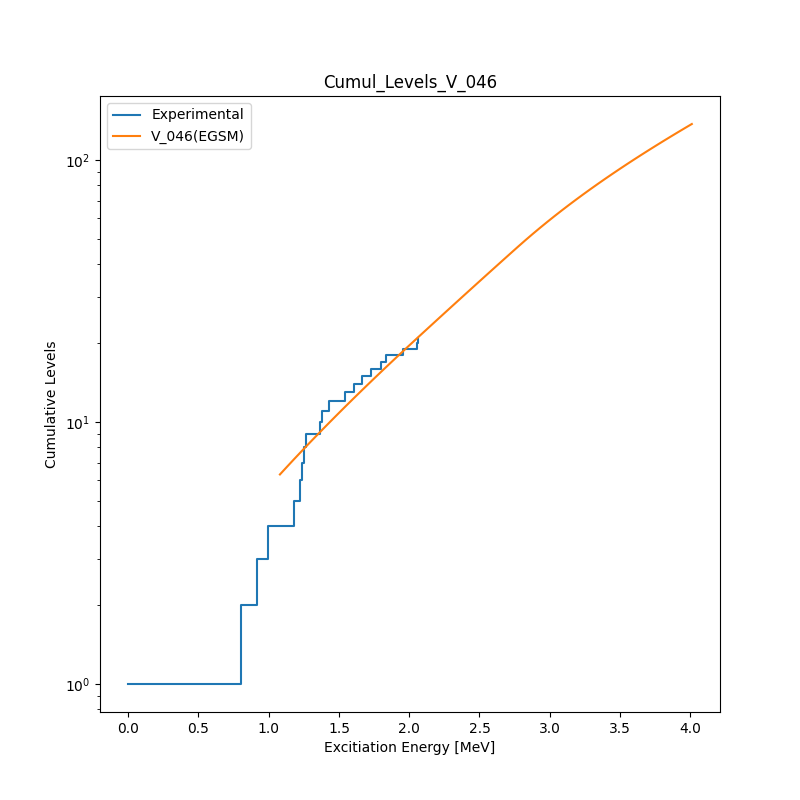 Cumul_Levels_V_046
Experimental
V_046(EGSM)
Cumulative Levels
10²
10¹
10⁰
0.0 0.5 1.0 1.5 2.0 2.5 3.0 3.5 4.0
Excitiation Energy [MeV]